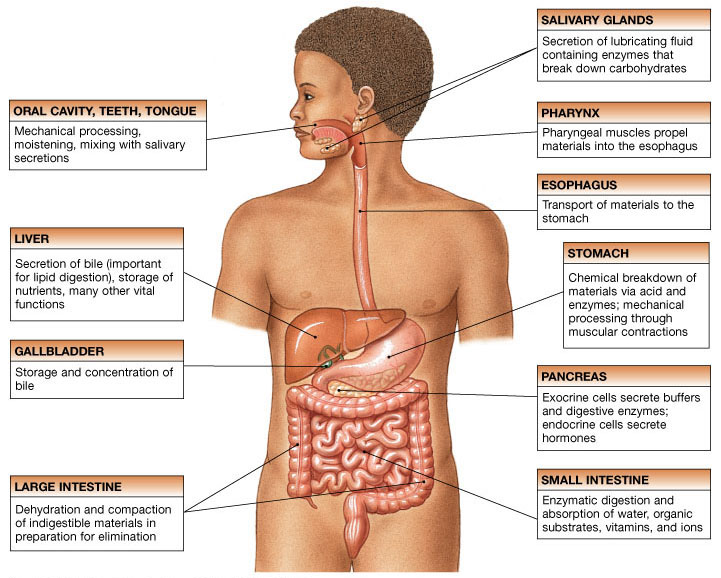 SALIVARY GLANDS
Secretion of lubricating fluid
containing enzymes that
break down carbohydrates
ORAL CAVITY, TEETH, TONGUE
Mechanical processing,
moistening, mixing with salivary
secretions
PHARYNX
Pharyngeal muscles propel
materials into the esophagus
ESOPHAGUS
Transport of materials to the
stomach
LIVER
Secretion of bile (important
for lipid digestion), storage of
nutrients, many other vital
functions
STOMACH
Chemical breakdown of
materials via acid and
enzymes; mechanical
processing through
muscular contractions
GALLBLADDER
Storage and concentration of
bile
PANCREAS
Exocrine cells secrete buffers
and digestive enzymes;
endocrine cells secrete
hormones
LARGE INTESTINE
Dehydration and compaction
of indigestible materials in
preparation for elimination
SMALL INTESTINE
Enzymatic digestion and
absorption of water, organic
substrates, vitamins, and ions